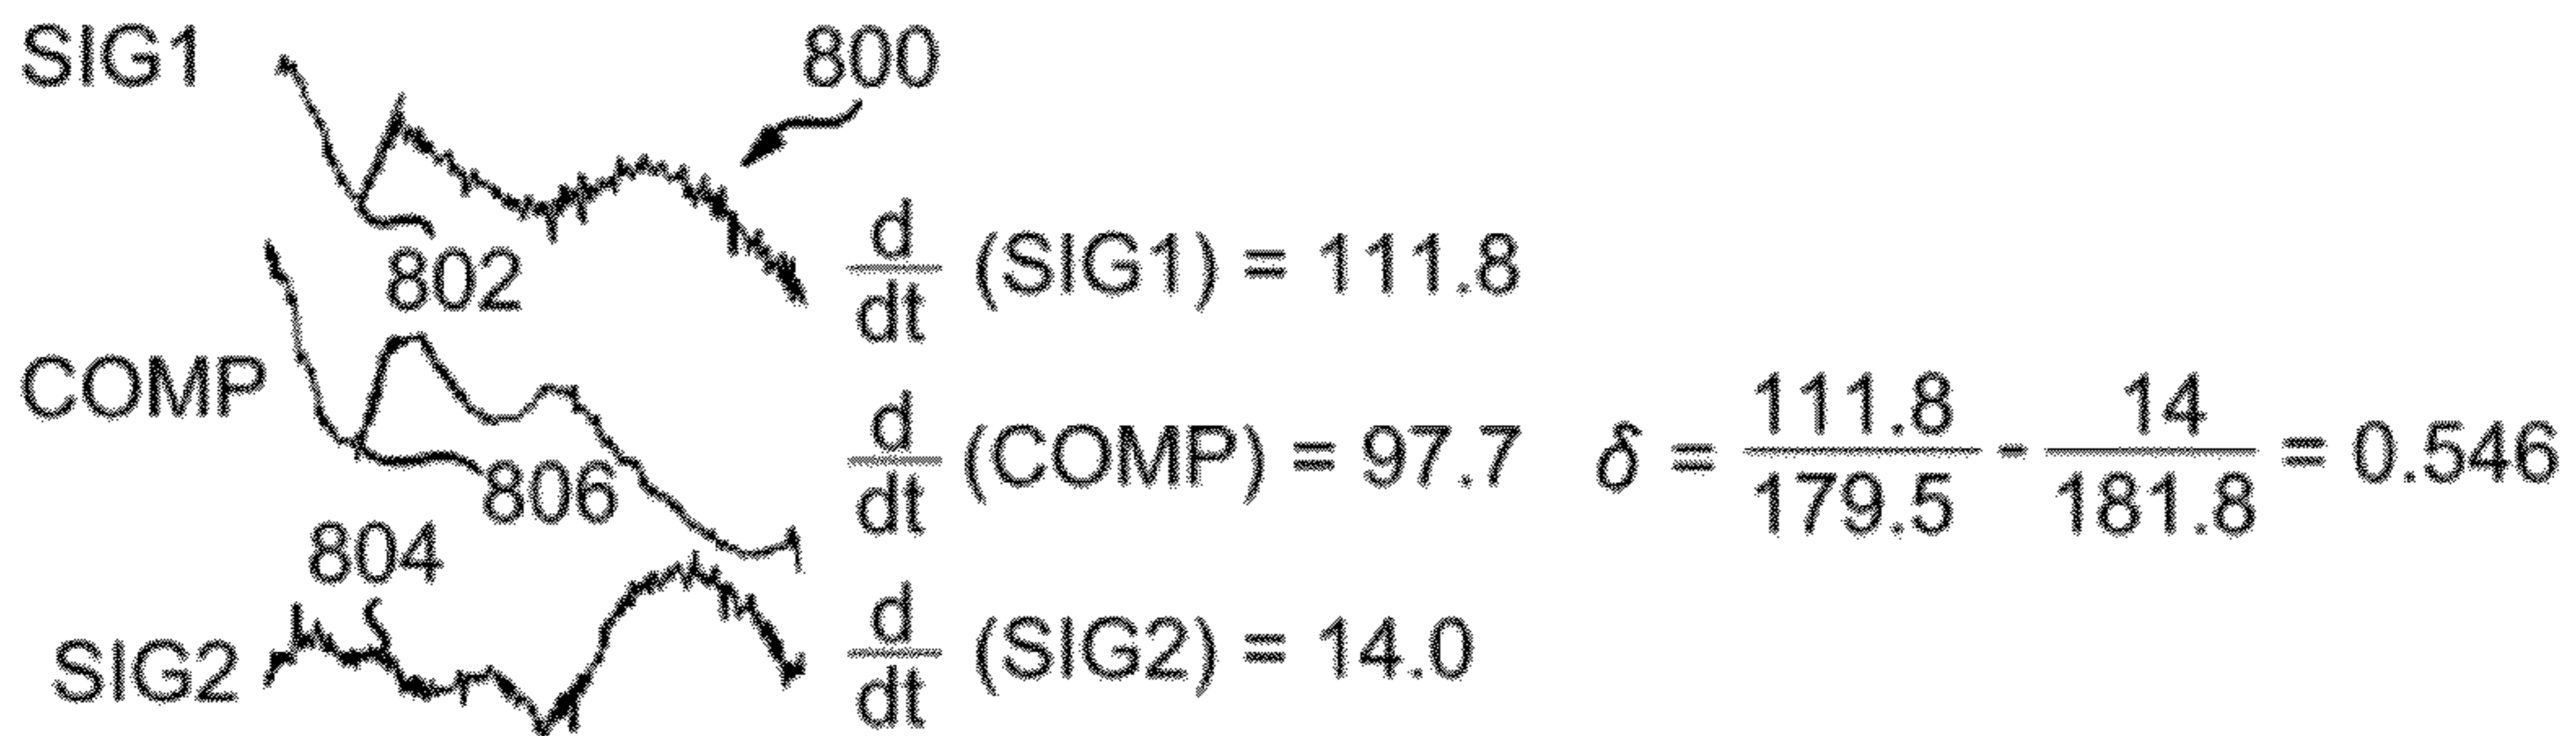 SIG1
800
802
d/dt (SIG1) = 111.8
COMP
806
d/dt (COMP) = 97.7
δ = 111.8/179.5 - 14/181.8 = 0.546
804
SIG2
d/dt (SIG2) = 14.0